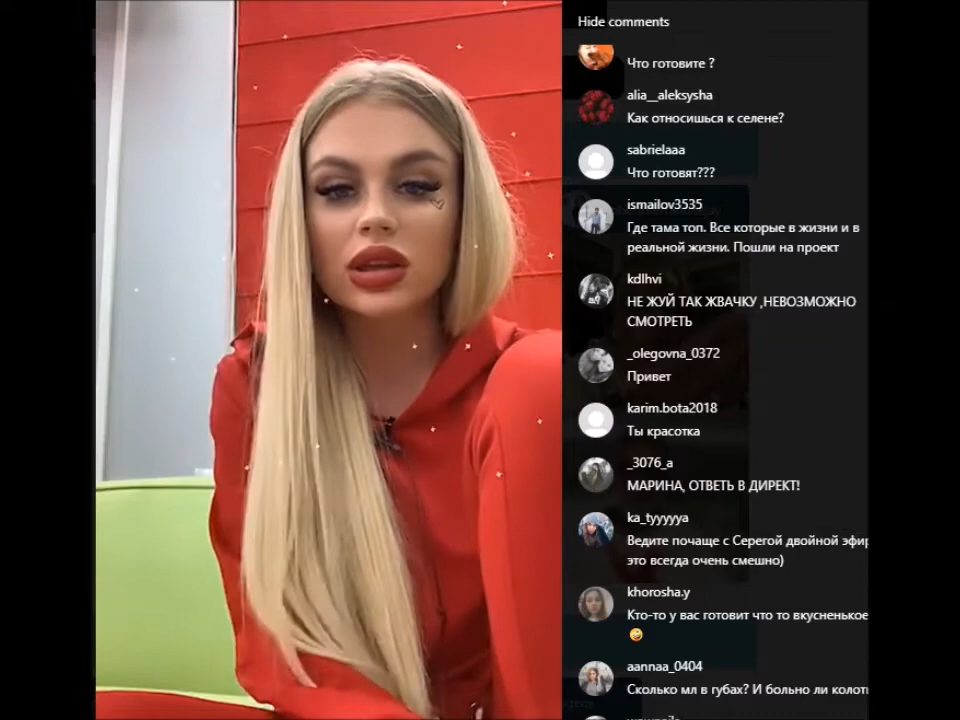 Hide comments
Что готовите ?
alia__aleksysha
Как относишься к селене?
sabrielaaa
Что готовят???
ismailov3535
Где тама топ. Все которые в жизни и в
реальной жизни. Пошли на проект
kdlhvi
НЕ ЖУЙ ТАК ЖВАЧКУ ,НЕВОЗМОЖНО
СМОТРЕТЬ
_olegovna_0372
Привет
karim.bota2018
Ты красотка
_3076_a
МАРИНА, ОТВЕТЬ В ДИРЕКТ!
ka_tyyyyya
Ведите почаще с Серегой двойной эфир
это всегда очень смешно)
khorosha.y
Кто-то у вас готовит что то вкусненькое
🤪
aannaa_0404
Сколько мл в губах? И больно ли